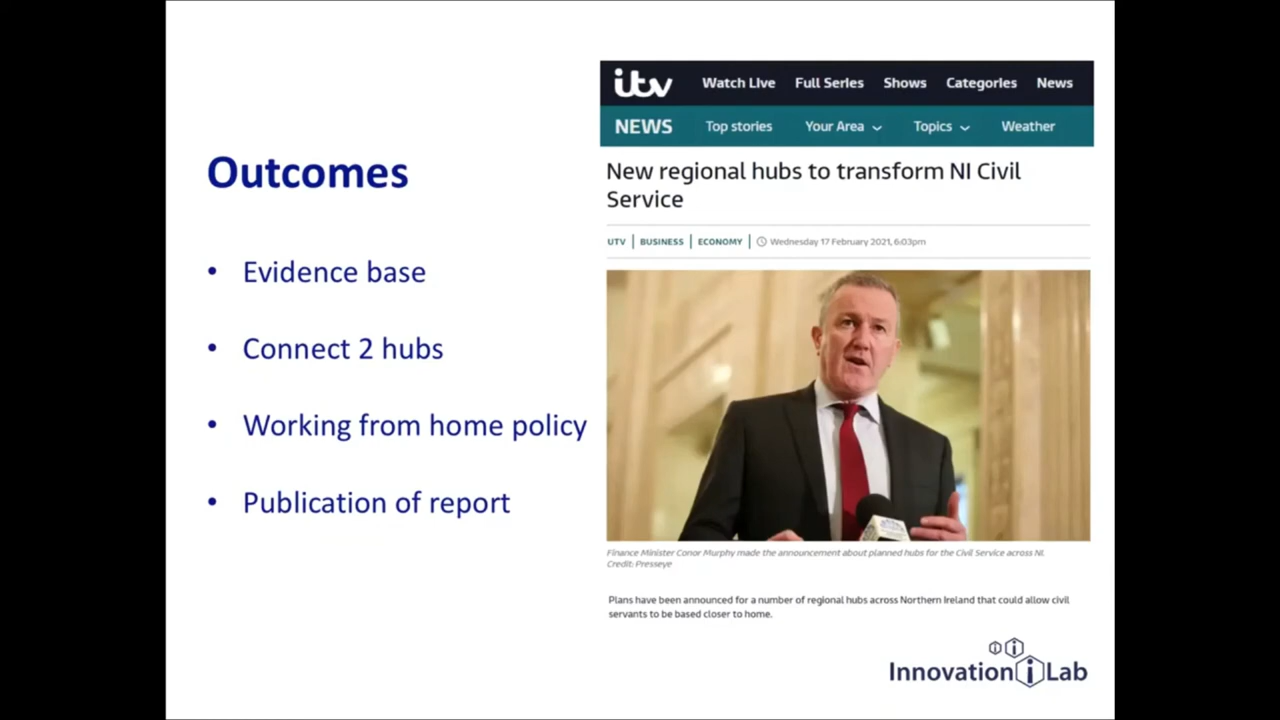 Outcomes
• Evidence base
• Connect 2 hubs
• Working from home policy
• Publication of report
itv Watch Live Full Series Shows Categories News
NEWS Top stories Your Area Topics Weather
New regional hubs to transform NI Civil
Service
UTV BUSINESS ECONOMY Wednesday 17 February 2021, 6:03pm
Finance Minister Conor Murphy made the announcement about planned hubs for the Civil Service across NI.
Credit: Presseye
Plans have been announced for a number of regional hubs across Northern Ireland that could allow civil
servants to be based closer to home.
i i
Innovation i Lab